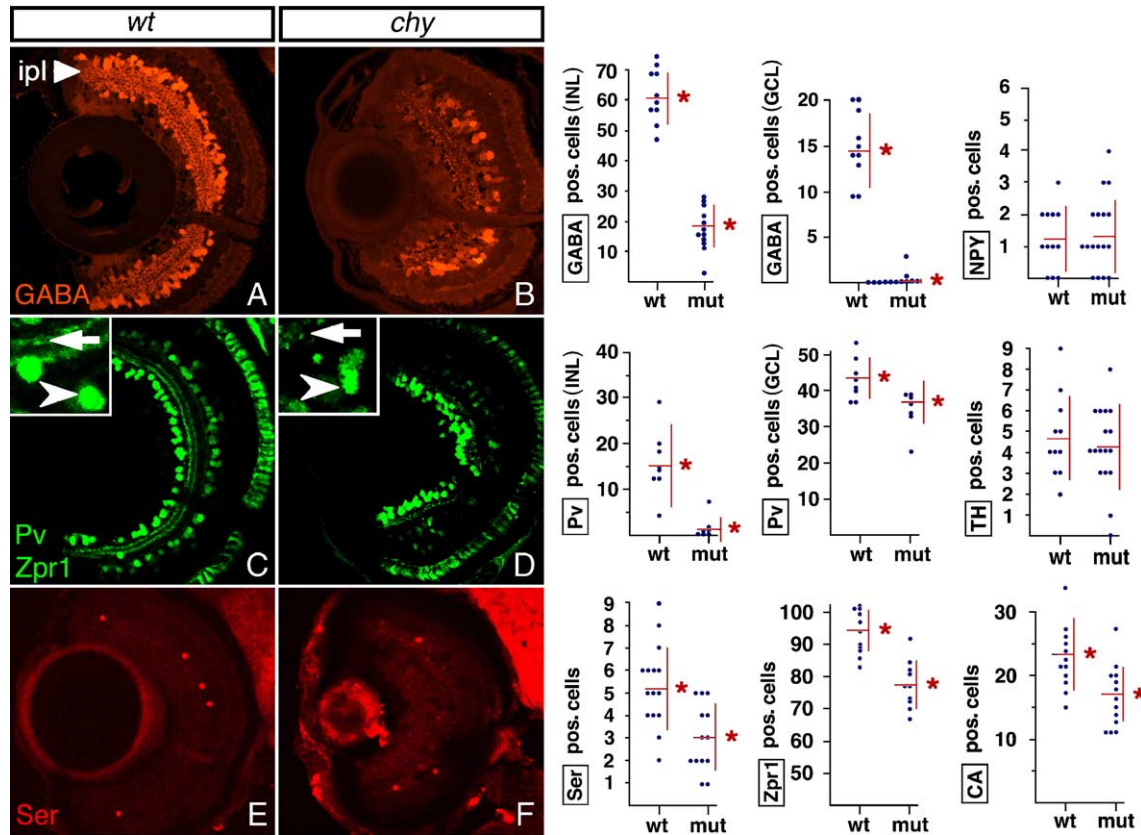 wt
chy
ipl
GABA
A
B
Pv
Zpr1
C
D
Ser
E
F
GABA pos. cells (INL)
70
60
50
40
30
20
10
wt mut
*
*
GABA pos. cells (GCL)
20
15
10
5
wt mut
*
*
NPY pos. cells
6
5
4
3
2
1
wt mut
Pv pos. cells (INL)
40
30
20
10
wt mut
*
*
Pv pos. cells (GCL)
50
40
30
20
10
wt mut
*
*
TH pos. cells
9
8
7
6
5
4
3
2
1
wt mut
Ser pos. cells
9
8
7
6
5
4
3
2
1
wt mut
*
*
Zpr1 pos. cells
100
90
80
70
60
50
wt mut
*
*
CA pos. cells
30
20
10
wt mut
*
*